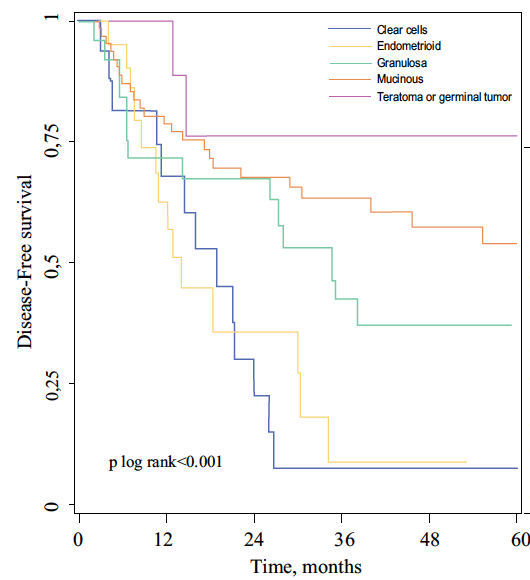 Clear cells
Endometrioid
Granulosa
Mucinous
Teratoma or germinal tumor
Disease-Free survival
1
0,75
0,5
0,25
0
p log rank<0.001
0 12 24 36 48 60
Time, months